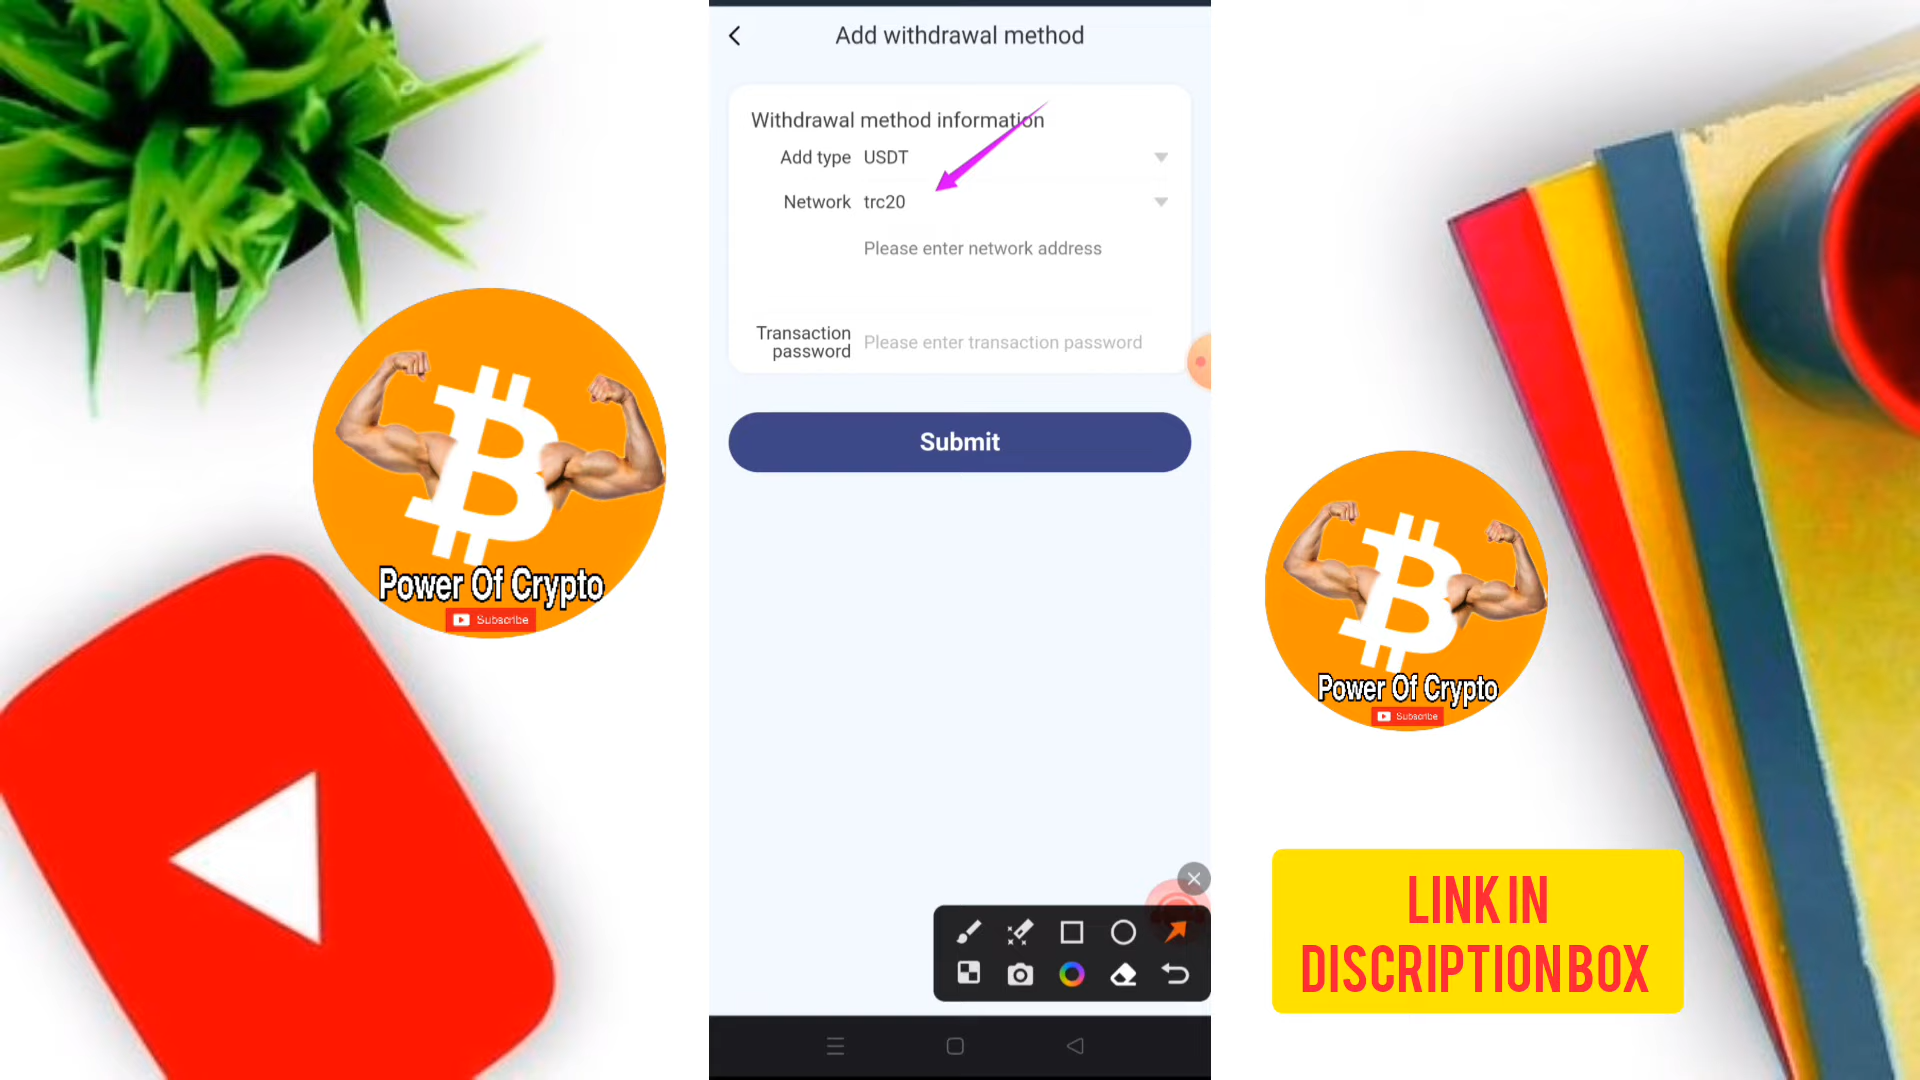 Add withdrawal method
Withdrawal method information
Add type USDT
Network trc20
Please enter network address
Transaction password Please enter transaction password
Submit
Power Of Crypto
Subscribe
Power Of Crypto
Subscribe
LINK IN
DISCRIPTION BOX